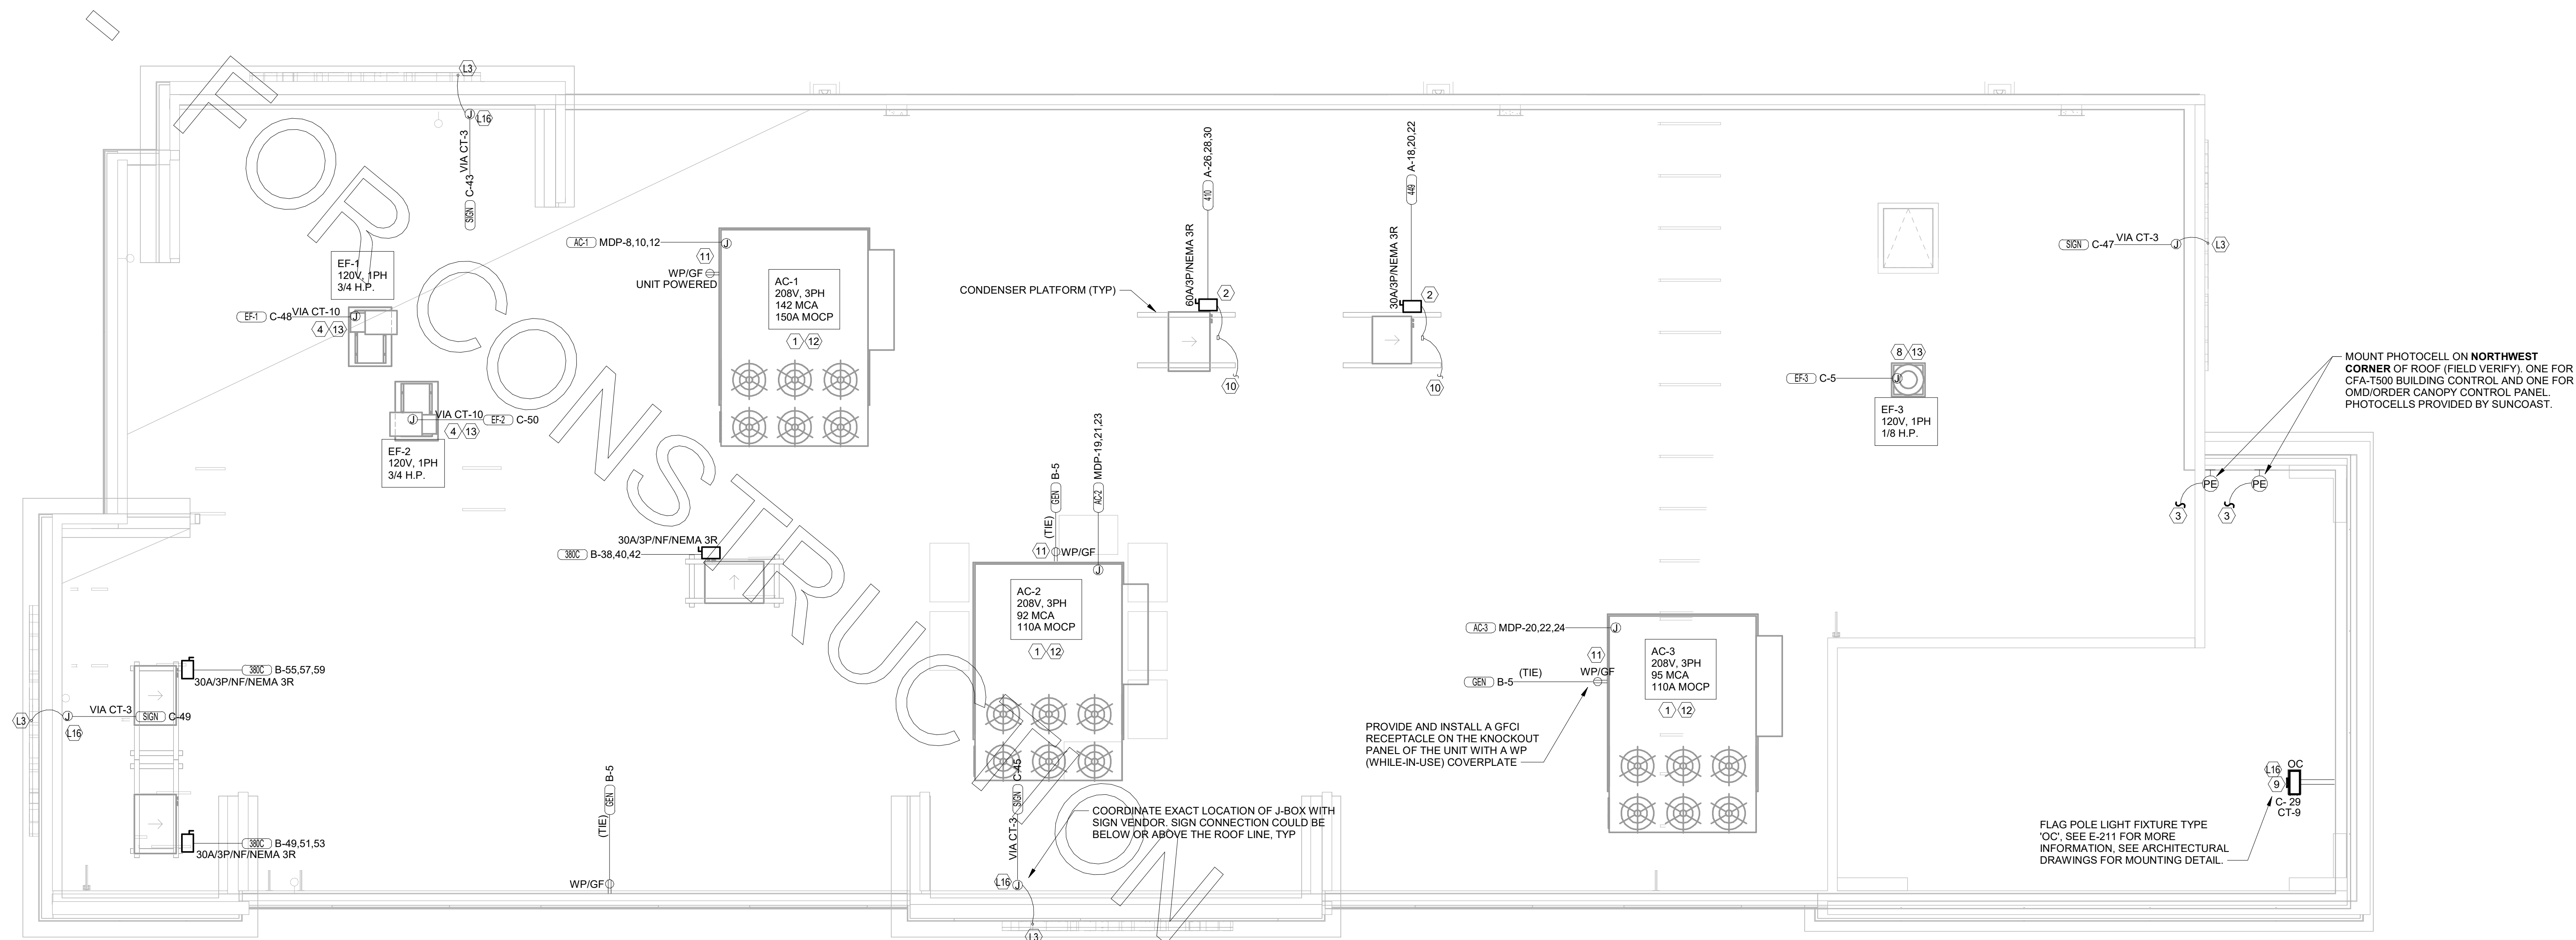 FOR CONSTRUCTION
L3
L16
VIA CT-3
SIGN C-43
EF-1
120V, 1PH
3/4 H.P.
EF-1 C-48 VIA CT-10
4 13
VIA CT-10
EF-2 C-50
4 13
EF-2
120V, 1PH
3/4 H.P.
AC-1 MDP-8,10,12
11
WP/GF
UNIT POWERED
AC-1
208V, 3PH
142 MCA
150A MOCP
1 12
CONDENSER PLATFORM (TYP)
410 A-26,28,30
60A/3P/NEMA 3R
2
10
449 A-18,20,22
30A/3P/NEMA 3R
2
10
SIGN C-47 VIA CT-3
J
L3
8 13
EF-3 C-5
EF-3
120V, 1PH
1/8 H.P.
MOUNT PHOTOCELL ON NORTHWEST
CORNER OF ROOF (FIELD VERIFY). ONE FOR
CFA-T500 BUILDING CONTROL AND ONE FOR
OMD/ORDER CANOPY CONTROL PANEL.
PHOTOCELLS PROVIDED BY SUNCOAST.
PE
PE
3
3
30A/3P/NF/NEMA 3R
380C B-38,40,42
(TIE) GEN B-5
AC-2 MDP-19,21,23
11 WP/GF
J
AC-2
208V, 3PH
92 MCA
110A MOCP
1 12
AC-3 MDP-20,22,24
J
11
GEN B-5 (TIE) WP/GF
AC-3
208V, 3PH
95 MCA
110A MOCP
1 12
PROVIDE AND INSTALL A GFCI
RECEPTACLE ON THE KNOCKOUT
PANEL OF THE UNIT WITH A WP
(WHILE-IN-USE) COVERPLATE
380C B-55,57,59
30A/3P/NF/NEMA 3R
L3
J
L16
VIA CT-3
SIGN C-49
380C B-49,51,53
30A/3P/NF/NEMA 3R
(TIE) GEN B-5
WP/GF
VIA CT-3 SIGN C-45
L16
J
L3
COORDINATE EXACT LOCATION OF J-BOX WITH
SIGN VENDOR. SIGN CONNECTION COULD BE
BELOW OR ABOVE THE ROOF LINE, TYP
OC
L16
9
C- 29
CT-9
FLAG POLE LIGHT FIXTURE TYPE
'OC', SEE E-211 FOR MORE
INFORMATION, SEE ARCHITECTURAL
DRAWINGS FOR MOUNTING DETAIL.